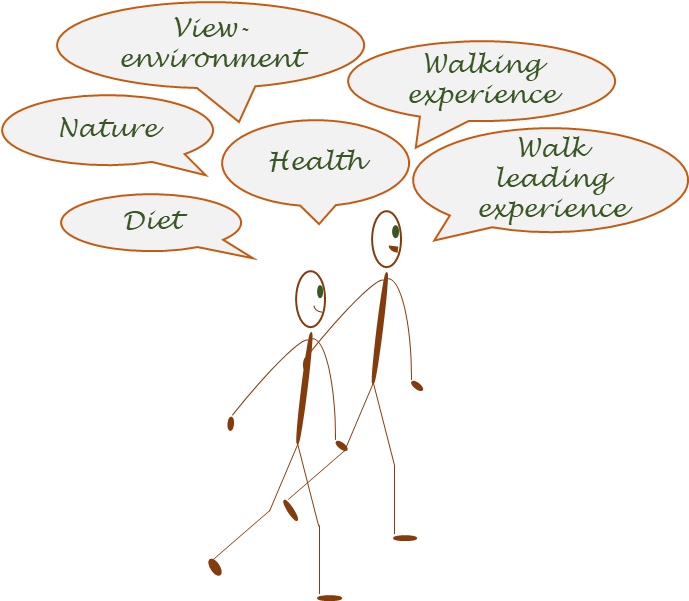 View-
environment
Walking
experience
Nature
Health
Walk
leading
experience
Diet